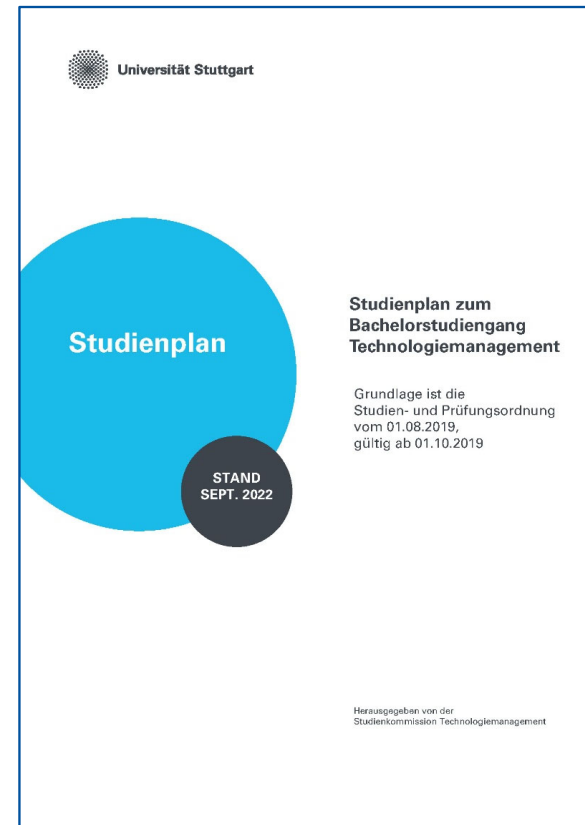 Universität Stuttgart
Studienplan
Studienplan zum
Bachelorstudiengang
Technologiemanagement
Grundlage ist die
Studien- und Prüfungsordnung
vom 01.08.2019,
gültig ab 01.10.2019
STAND
SEPT. 2022
Herausgegeben von der
Studienkommission Technologiemanagement